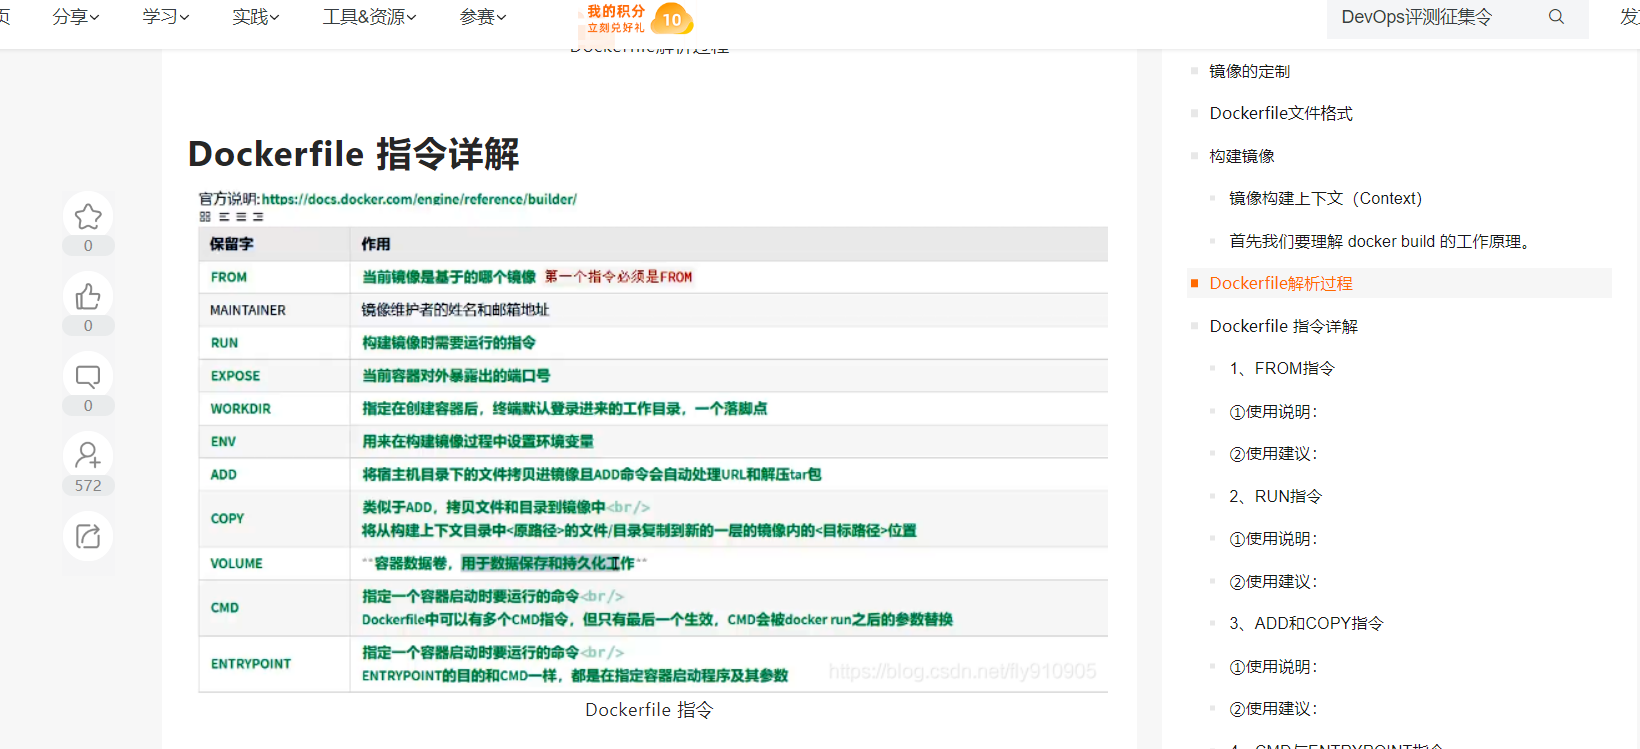 页 分享 学习 实践 工具&资源 参赛 我的积分 立刻兑好礼 10 DevOps评测征集令
Dockerfile解析过程
Dockerfile 指令详解
官方说明:https://docs.docker.com/engine/reference/builder/
保留字 作用
FROM 当前镜像是基于的哪个镜像 第一个指令必须是FROM
MAINTAINER 镜像维护者的姓名和邮箱地址
RUN 构建镜像时需要运行的指令
EXPOSE 当前容器对外暴露出的端口号
WORKDIR 指定在创建容器后，终端默认登录进来的工作目录，一个落脚点
ENV 用来在构建镜像过程中设置环境变量
ADD 将宿主机目录下的文件拷贝进镜像且ADD命令会自动处理URL和解压tar包
COPY 类似于ADD，拷贝文件和目录到镜像中<br/>
将从构建上下文目录中<原路径>的文件/目录复制到新的一层的镜像内的<目标路径>位置
VOLUME **容器数据卷，用于数据保存和持久化工作**
CMD 指定一个容器启动时要运行的命令<br/>
Dockerfile中可以有多个CMD指令，但只有最后一个生效，CMD会被docker run之后的参数替换
ENTRYPOINT 指定一个容器启动时要运行的命令<br/>
ENTRYPOINT的目的和CMD一样，都是在指定容器启动程序及其参数
https://blog.csdn.net/fly910905
Dockerfile 指令
0
0
0
572
镜像的定制
Dockerfile文件格式
构建镜像
镜像构建上下文（Context）
首先我们要理解 docker build 的工作原理。
Dockerfile解析过程
Dockerfile 指令详解
1、FROM指令
①使用说明：
②使用建议：
2、RUN指令
①使用说明：
②使用建议：
3、ADD和COPY指令
①使用说明：
②使用建议：
4、CMD与ENTRYPOINT指令